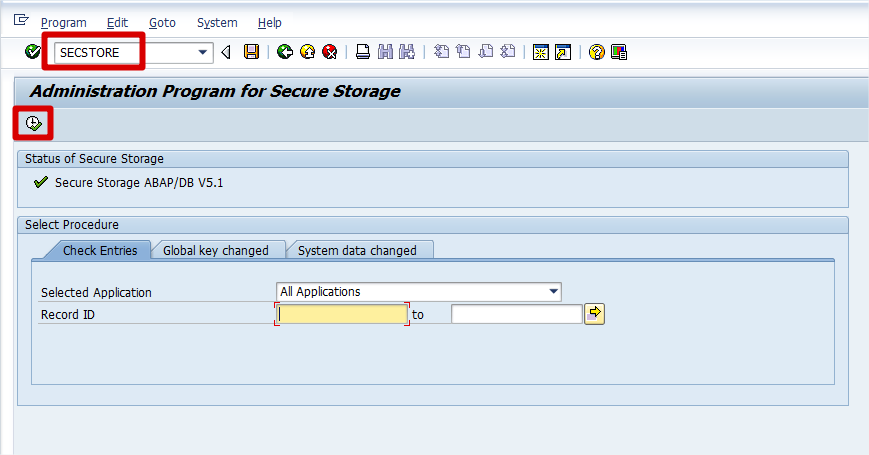 Program Edit Goto System Help
SECSTORE
Administration Program for Secure Storage
Status of Secure Storage
Secure Storage ABAP/DB V5.1
Select Procedure
Check Entries Global key changed System data changed
Selected Application All Applications
Record ID to